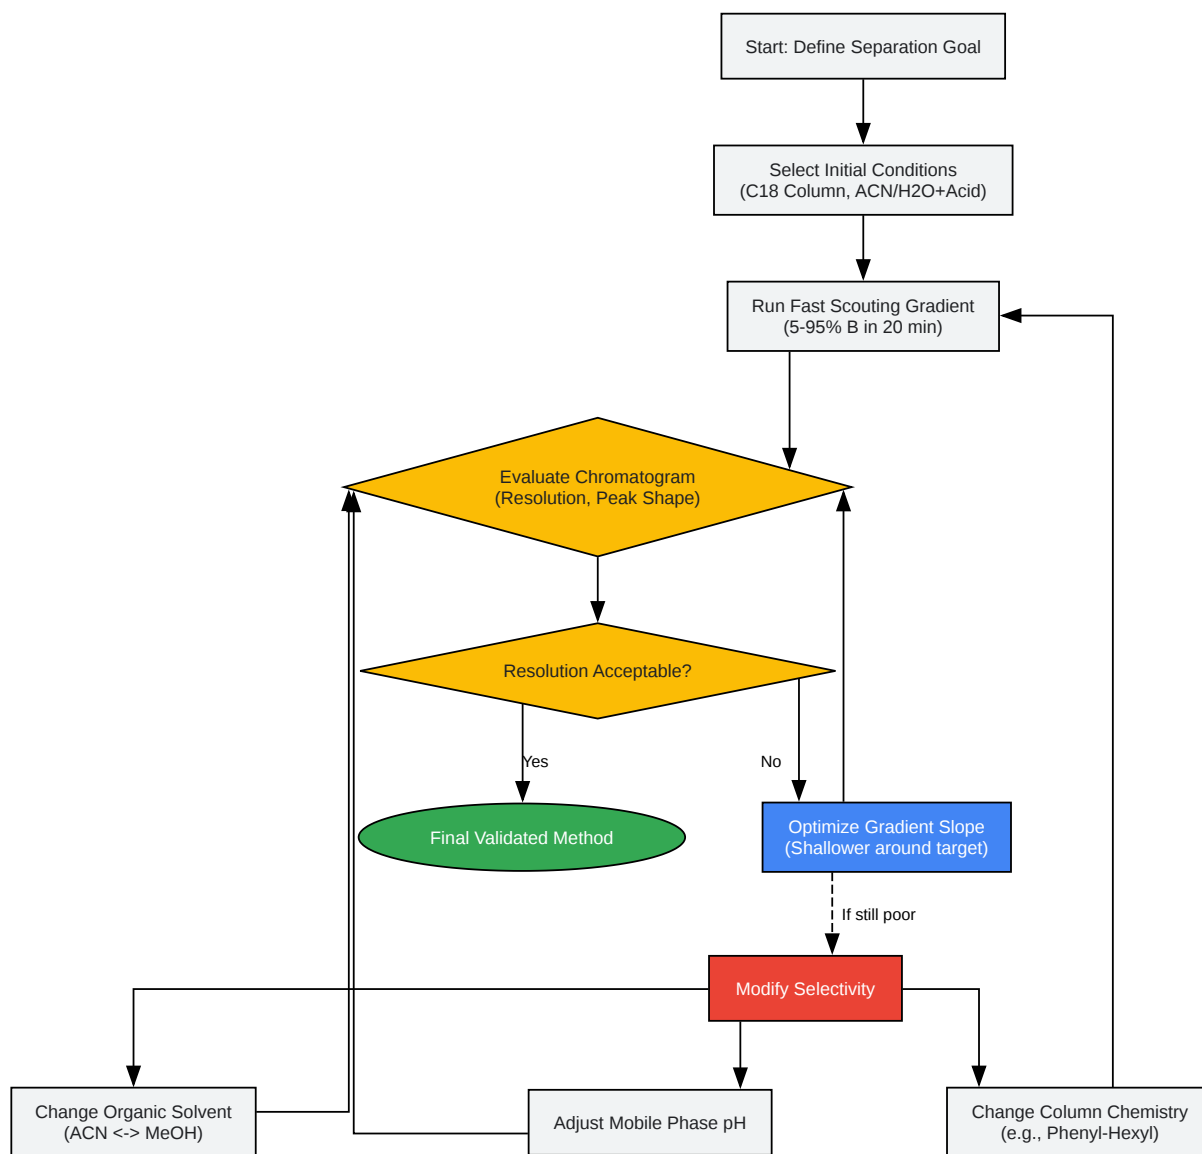 Start: Define Separation Goal
Select Initial Conditions
(C18 Column, ACN/H2O+Acid)
Run Fast Scouting Gradient
(5-95% B in 20 min)
Evaluate Chromatogram
(Resolution, Peak Shape)
Resolution Acceptable?
Yes
No
Final Validated Method
Optimize Gradient Slope
(Shallower around target)
If still poor
Modify Selectivity
Change Organic Solvent
(ACN <-> MeOH)
Adjust Mobile Phase pH
Change Column Chemistry
(e.g., Phenyl-Hexyl)